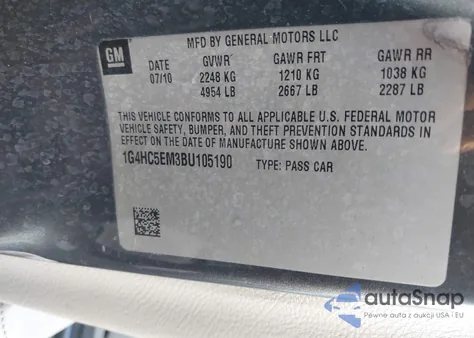 GM
MFD BY GENERAL MOTORS LLC
DATE GVWR GAWR FRT GAWR RR
07/10 2248 KG 1210 KG 1038 KG
4954 LB 2667 LB 2287 LB
THIS VEHICLE CONFORMS TO ALL APPLICABLE U.S. FEDERAL MOTOR
VEHICLE SAFETY, BUMPER, AND THEFT PREVENTION STANDARDS IN
EFFECT ON THE DATE OF MANUFACTURE SHOWN ABOVE.
1G4HC5EM3BU105190 TYPE: PASS CAR
autoSnap
Pewne auta z aukcji USA i EU